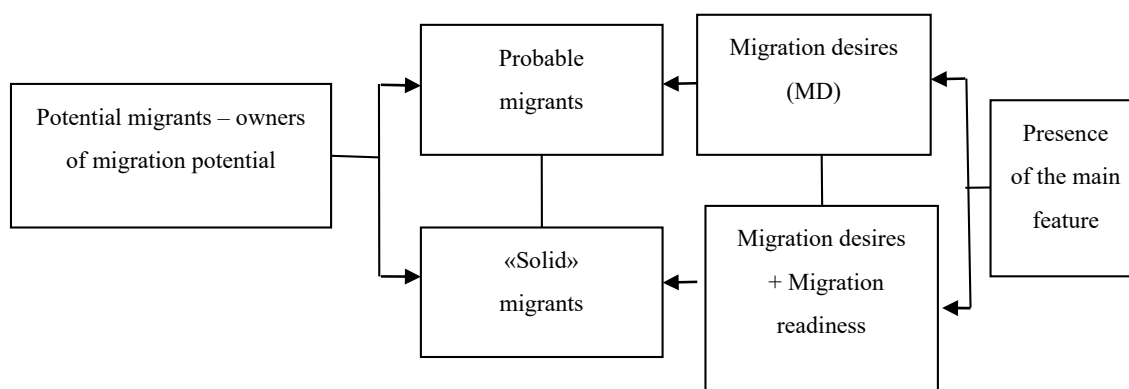 Potential migrants – owners
of migration potential
Probable
migrants
«Solid»
migrants
Migration desires
(MD)
Migration desires
+ Migration
readiness
Presence
of the main
feature